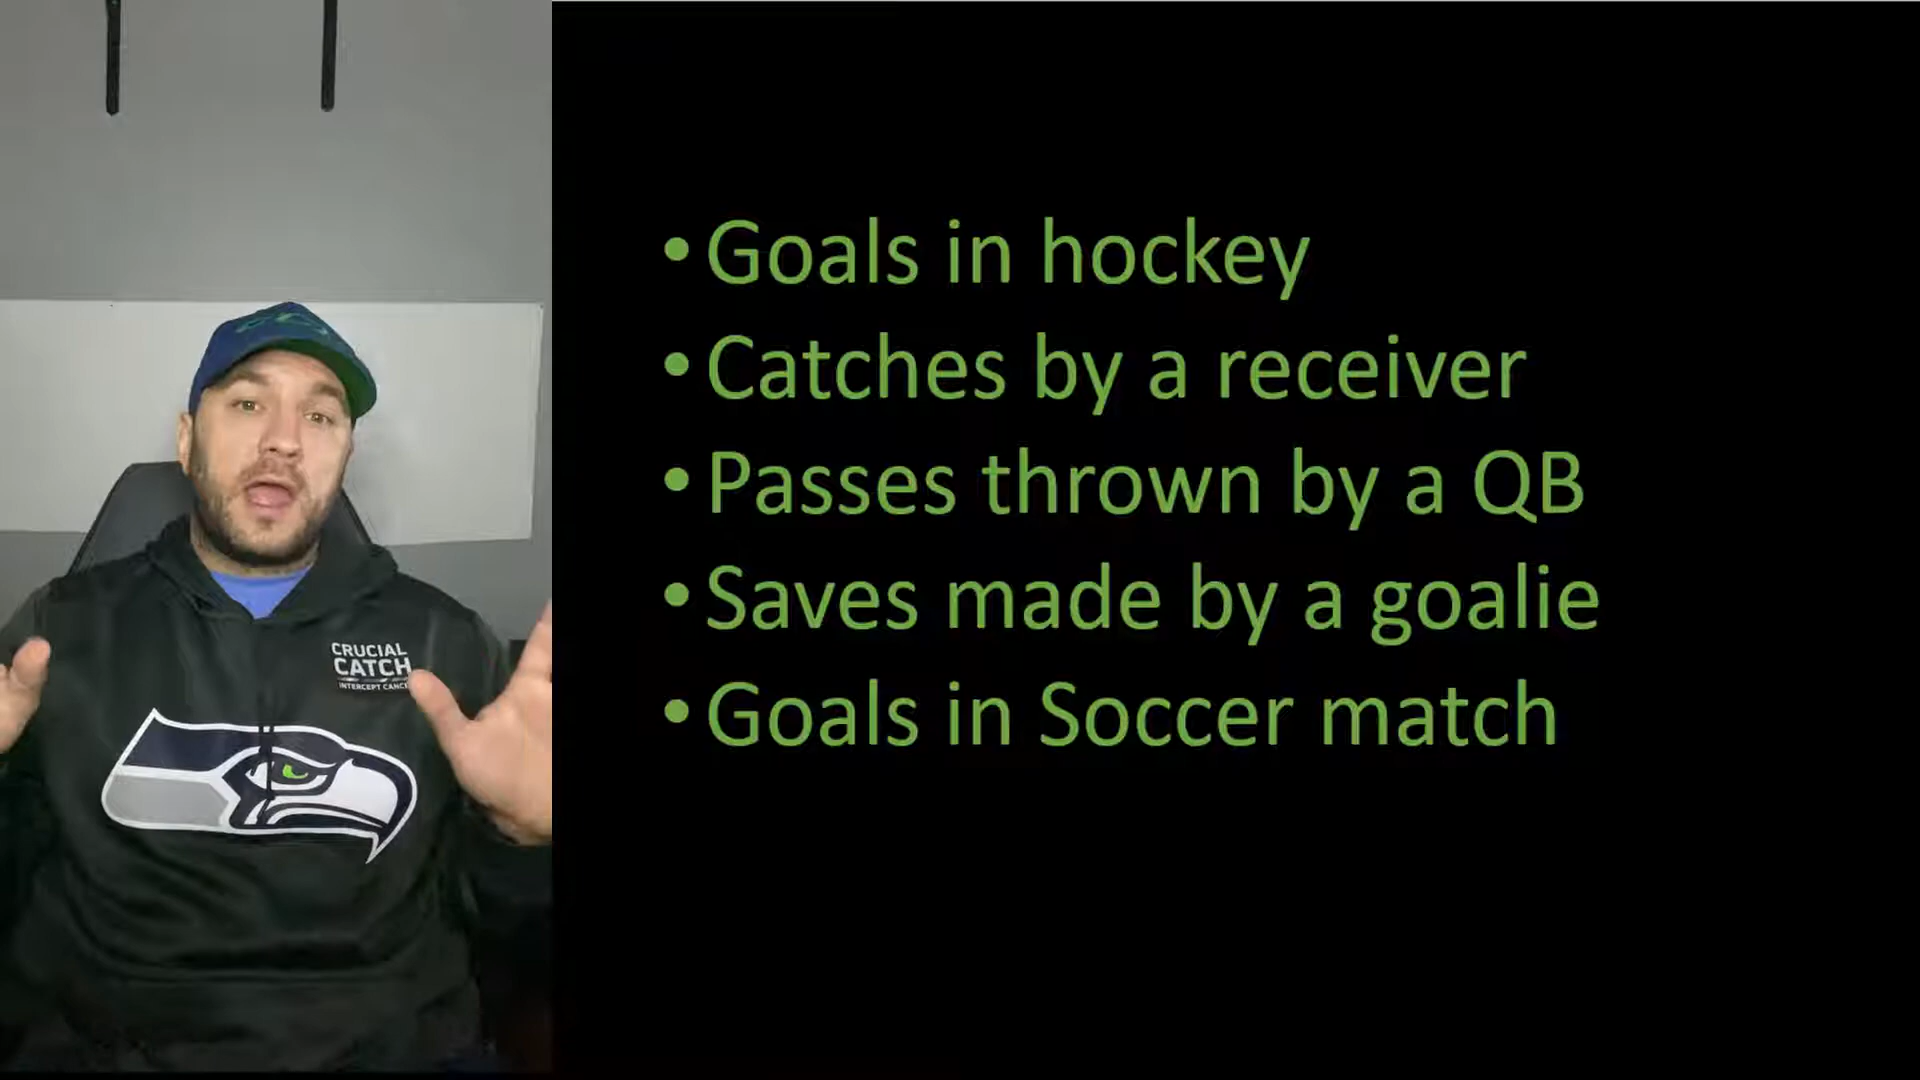 • Goals in hockey
• Catches by a receiver
• Passes thrown by a QB
• Saves made by a goalie
• Goals in Soccer match
CRUCIAL
CATCH
INTERCEPT